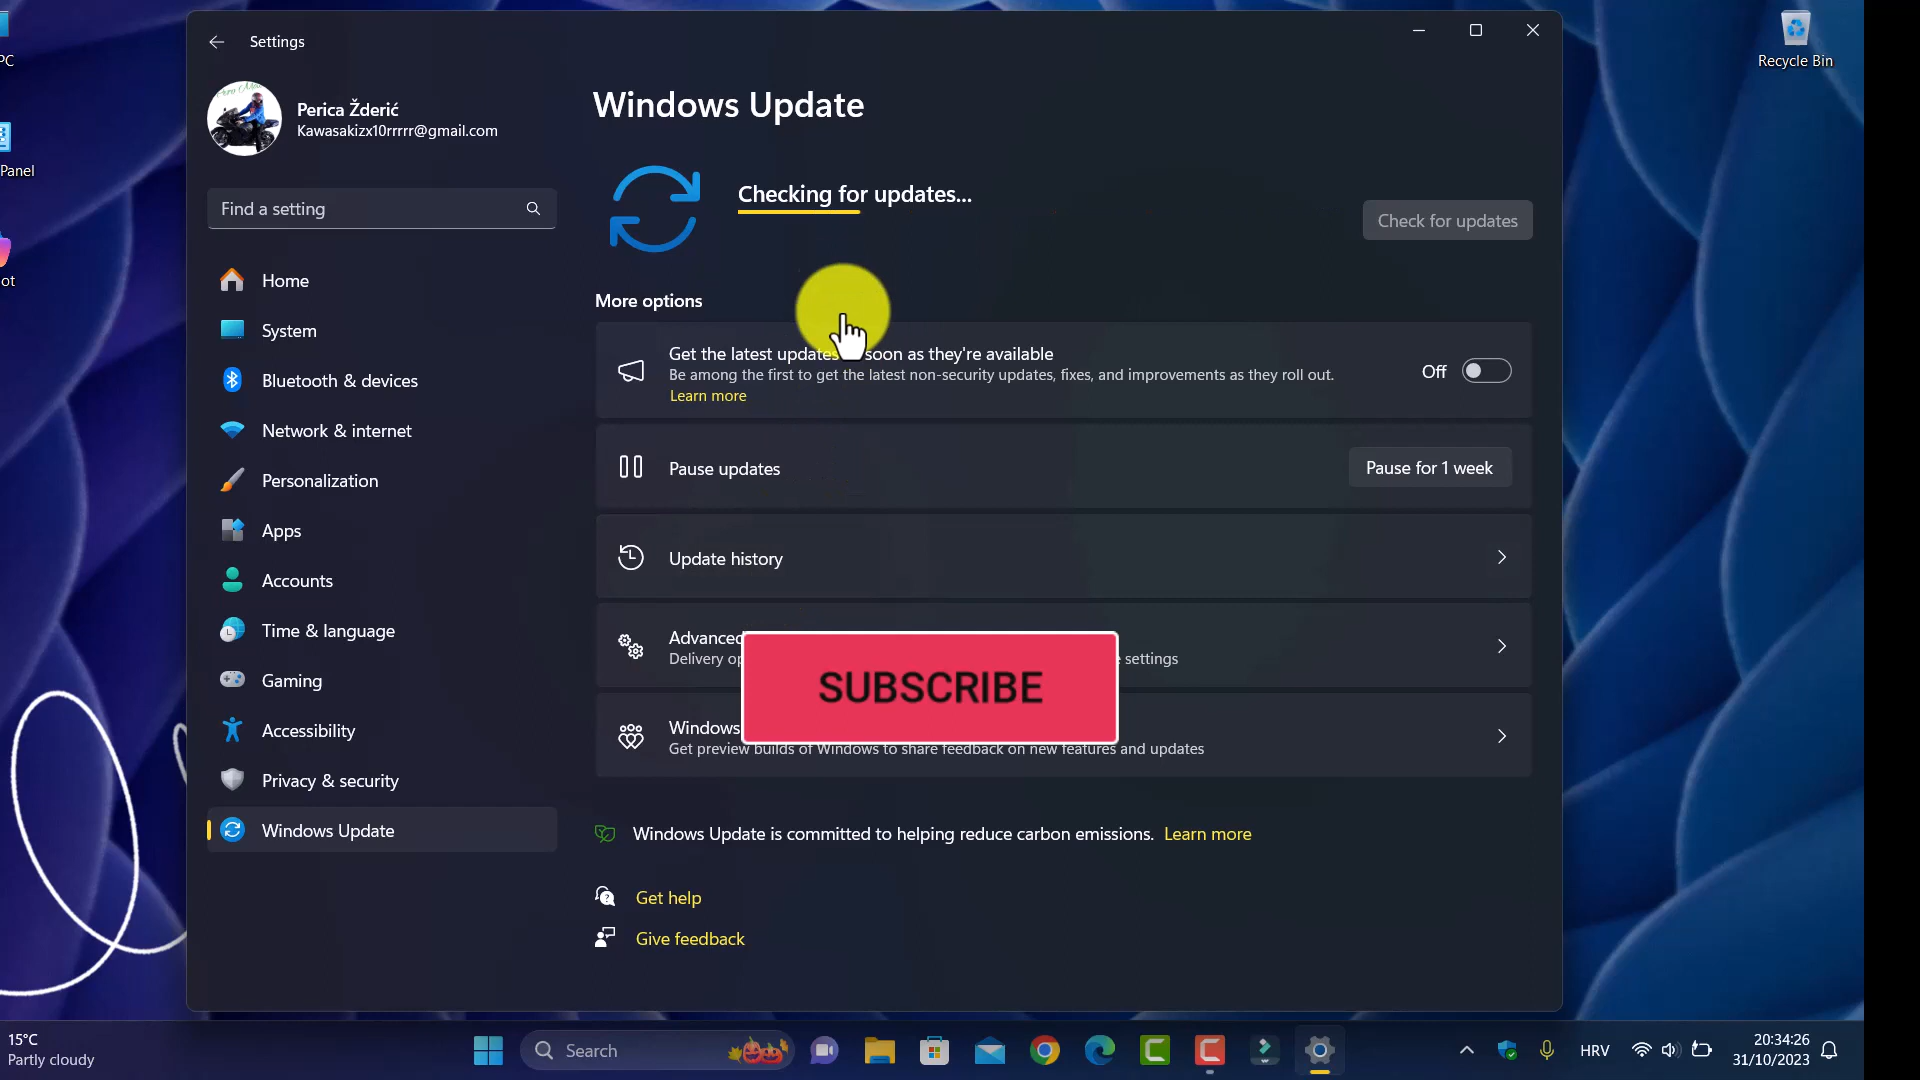 PC
Panel
ot
Settings
Perica Žderić
Kawasakizx10rrrrr@gmail.com
Find a setting
Home
System
Bluetooth & devices
Network & internet
Personalization
Apps
Accounts
Time & language
Gaming
Accessibility
Privacy & security
Windows Update
Windows Update
Checking for updates...
Check for updates
More options
Get the latest updates soon as they're available
Be among the first to get the latest non-security updates, fixes, and improvements as they roll out.
Learn more
Off
Pause updates
Pause for 1 week
Update history
Advanced
Delivery op settings
SUBSCRIBE
Windows
Get preview builds of Windows to share feedback on new features and updates
Windows Update is committed to helping reduce carbon emissions. Learn more
Get help
Give feedback
Recycle Bin
15°C
Partly cloudy
Search
HRV
20:34:26
31/10/2023